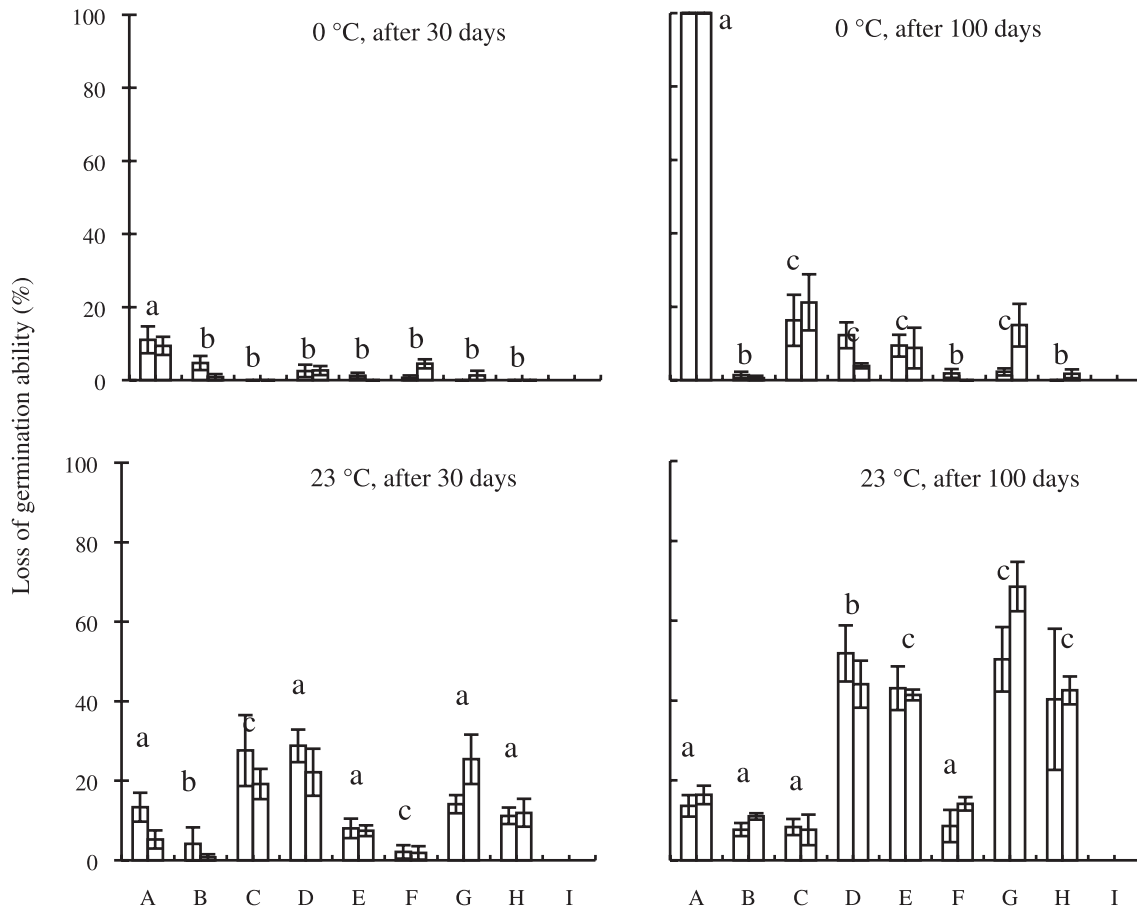 Loss of germination ability (%)
0 °C, after 30 days
100
80
60
40
20
0
a
b
b
b
b
b
b
b
0 °C, after 100 days
a
b
c
c
c
b
c
b
23 °C, after 30 days
100
80
60
40
20
0
a
b
c
a
a
c
a
a
A B C D E F G H I
23 °C, after 100 days
a
a
a
b
c
a
c
c
A B C D E F G H I